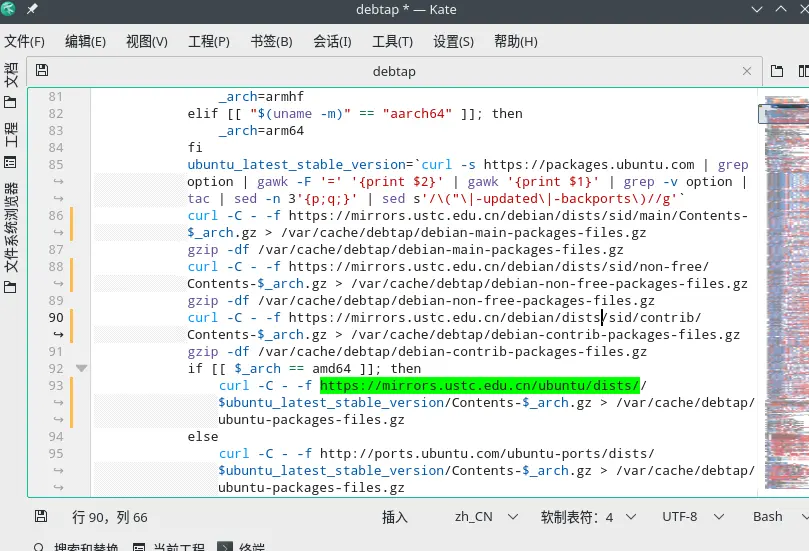 debtap * — Kate
文件(F) 编辑(E) 视图(V) 工程(P) 书签(B) 会话(I) 工具(T) 设置(S) 帮助(H)
debtap
文档
工程
文件系统浏览器
81 _arch=armhf
82 elif [[ "$(uname -m)" == "aarch64" ]]; then
83 _arch=arm64
84 fi
85 ubuntu_latest_stable_version=`curl -s https://packages.ubuntu.com | grep
option | gawk -F '=' '{print $2}' | gawk '{print $1}' | grep -v option |
tac | sed -n 3'{p;q;}' | sed s'/\("\|-updated\|-backports\)//g'`
86 curl -C - -f https://mirrors.ustc.edu.cn/debian/dists/sid/main/Contents-
$_arch.gz > /var/cache/debtap/debian-main-packages-files.gz
87 gzip -df /var/cache/debtap/debian-main-packages-files.gz
88 curl -C - -f https://mirrors.ustc.edu.cn/debian/dists/sid/non-free/
Contents-$_arch.gz > /var/cache/debtap/debian-non-free-packages-files.gz
89 gzip -df /var/cache/debtap/debian-non-free-packages-files.gz
90 curl -C - -f https://mirrors.ustc.edu.cn/debian/dists/sid/contrib/
Contents-$_arch.gz > /var/cache/debtap/debian-contrib-packages-files.gz
91 gzip -df /var/cache/debtap/debian-contrib-packages-files.gz
92 if [[ $_arch == amd64 ]]; then
93 curl -C - -f https://mirrors.ustc.edu.cn/ubuntu/dists//
$ubuntu_latest_stable_version/Contents-$_arch.gz > /var/cache/debtap/
ubuntu-packages-files.gz
94 else
95 curl -C - -f http://ports.ubuntu.com/ubuntu-ports/dists/
$ubuntu_latest_stable_version/Contents-$_arch.gz > /var/cache/debtap/
ubuntu-packages-files.gz
行 90，列 66 插入 zh_CN 软制表符：4 UTF-8 Bash
搜索和替换 当前工程 终端